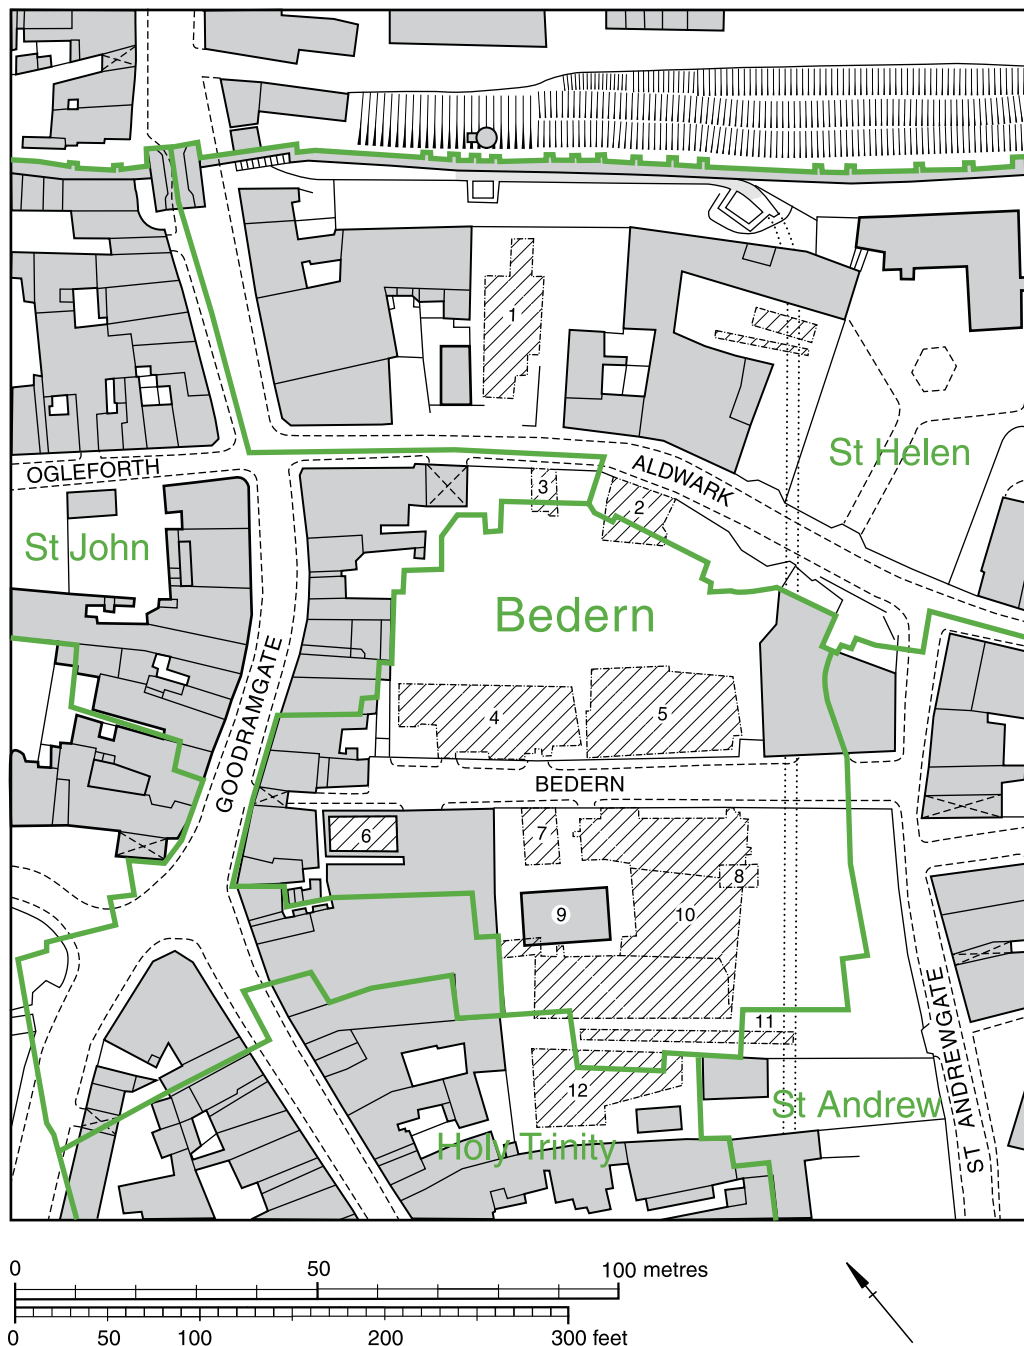 1
St Helen
OGLEFORTH
ALDWARK
3
2
St John
Bedern
GOODRAMGATE
4
5
BEDERN
6
7
8
9
10
ST ANDREWGATE
11
12
St Andrew
Holy Trinity
0 50 100 metres
0 50 100 200 300 feet